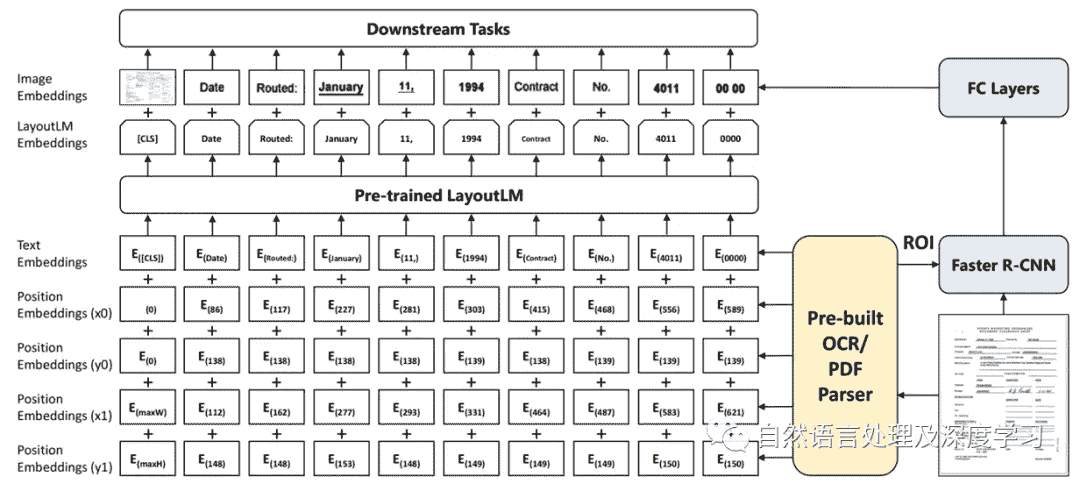 Downstream Tasks
Image
Embeddings
Date Routed: January 11, 1994 Contract No. 4011 00 00
FC Layers
+ + + + + + + + + +
LayoutLM
Embeddings
[CLS] Date Routed: January 11, 1994 Contract No. 4011 0000
Pre-trained LayoutLM
Text
Embeddings
E([CLS]) E(Date) E(Routed:) E(January) E(11,) E(1994) E(Contract) E(No.) E(4011) E(0000)
ROI
Faster R-CNN
+ + + + + + + + + +
Position
Embeddings (x0)
(0) E(86) E(117) E(227) E(281) E(303) E(415) E(468) E(556) E(589)
+ + + + + + + + + +
Position
Embeddings (y0)
E(0) E(138) E(138) E(138) E(138) E(139) E(138) E(139) E(139) E(139)
+ + + + + + + + + +
Position
Embeddings (x1)
E(maxW) E(112) E(162) E(277) E(293) E(331) E(464) E(487) E(583) E(621)
+ + + + + + + + + +
Position
Embeddings (y1)
E(maxH) E(148) E(148) E(153) E(148) E(149) E(149) E(149) E(150) E(150)
Pre-built
OCR/
PDF
Parser
自然语言处理及深度学习